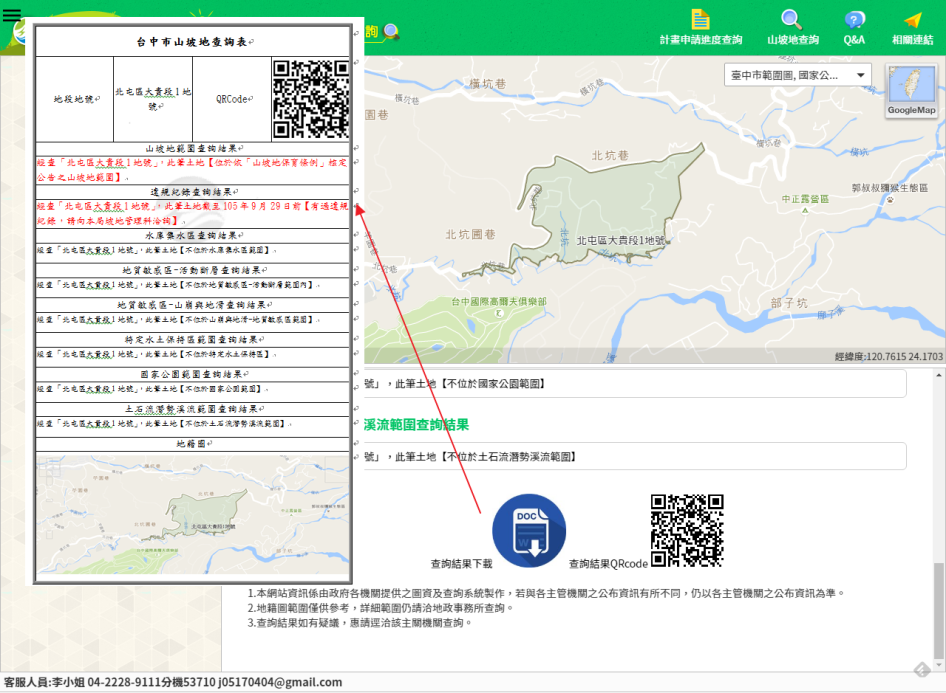 詢
計畫申請進度查詢
山坡地查詢
Q&A
相關連結
台中市山坡地查詢表
地段地號
北屯區大貴段1地號
QRCode
山坡地範圍查詢結果
經查「北屯區大貴段1地號」，此筆土地【位於依「山坡地保育條例」核定
公告之山坡地範圍】.
違規紀錄查詢結果
經查「北屯區大貴段1地號」，此筆土地截至105年9月29日前【有過違規
紀錄，請向本局坡地管理科洽詢】.
水庫集水區查詢結果
經查「北屯區大貴段1地號」，此筆土地【不位於水庫集水區範圍】.
地質敏感區-活動斷層查詢結果
經查「北屯區大貴段1地號」，此筆土地【不位於地質敏感區-活動斷層範圍內】.
地質敏感區-山崩與地滑查詢結果
經查「北屯區大貴段1地號」，此筆土地【不位於山崩與地滑-地質敏感區範圍】.
特定水土保持區範圍查詢結果
經查「北屯區大貴段1地號」，此筆土地【不位於特定水土保持區】.
國家公園範圍查詢結果
經查「北屯區大貴段1地號」，此筆土地【不位於國家公園範圍】.
土石流潛勢溪流範圍查詢結果
經查「北屯區大貴段1地號」，此筆土地【不位於土石流潛勢溪流範圍】.
地籍圖
臺中市範圍圖, 國家公...
GoogleMap
橫坑巷
橫坑巷
橫坑巷
園巷
北坑巷
橫坑巷
橫坑
郭叔叔獼猴生態區
中正露營區
北坑圃巷
北坑
北屯區大貴段1地號
北坑巷
台中國際高爾夫俱樂部
部子坑
部子溪
經緯度:120.7615 24.1703
號」，此筆土地【不位於國家公園範圍】
溪流範圍查詢結果
號」，此筆土地【不位於土石流潛勢溪流範圍】
DOC
查詢結果下載
查詢結果QRcode
1.本網站資訊係由政府各機關提供之圖資及查詢系統製作，若與各主管機關之公布資訊有所不同，仍以各主管機關之公布資訊為準。
2.地籍圖範圍僅供參考，詳細範圍仍請洽地政事務所查詢。
3.查詢結果如有疑議，惠請逕洽該主關機關查詢。
客服人員:李小姐 04-2228-9111分機53710 j05170404@gmail.com